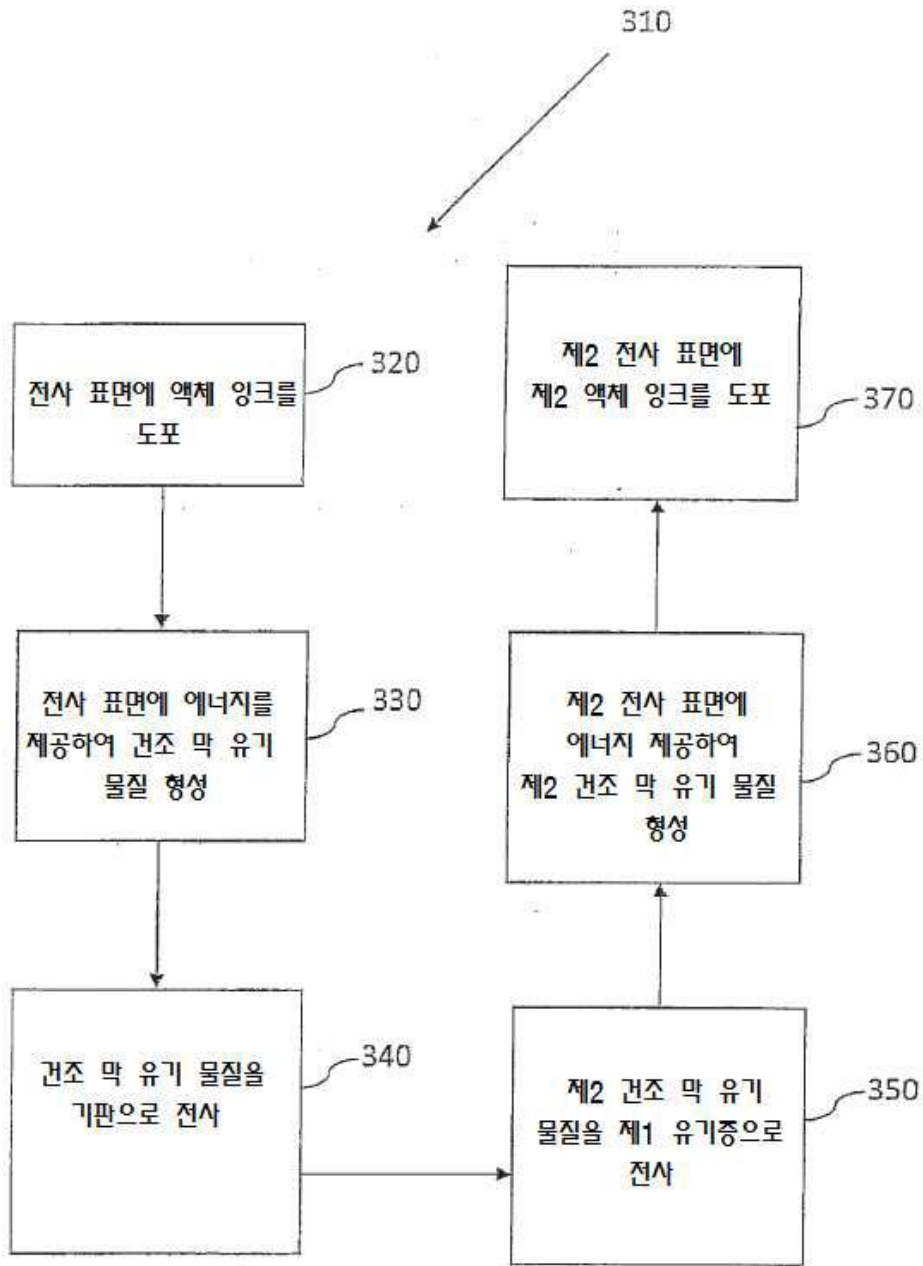 310
전사 표면에 액체 잉크를
도포
320
전사 표면에 에너지를
제공하여 건조 막 유기
물질 형성
330
건조 막 유기 물질을
기판으로 전사
340
제2 건조 막 유기
물질을 제1 유기층으로
전사
350
제2 전사 표면에
에너지 제공하여
제2 건조 막 유기 물질
형성
360
제2 전사 표면에
제2 액체 잉크를 도포
370